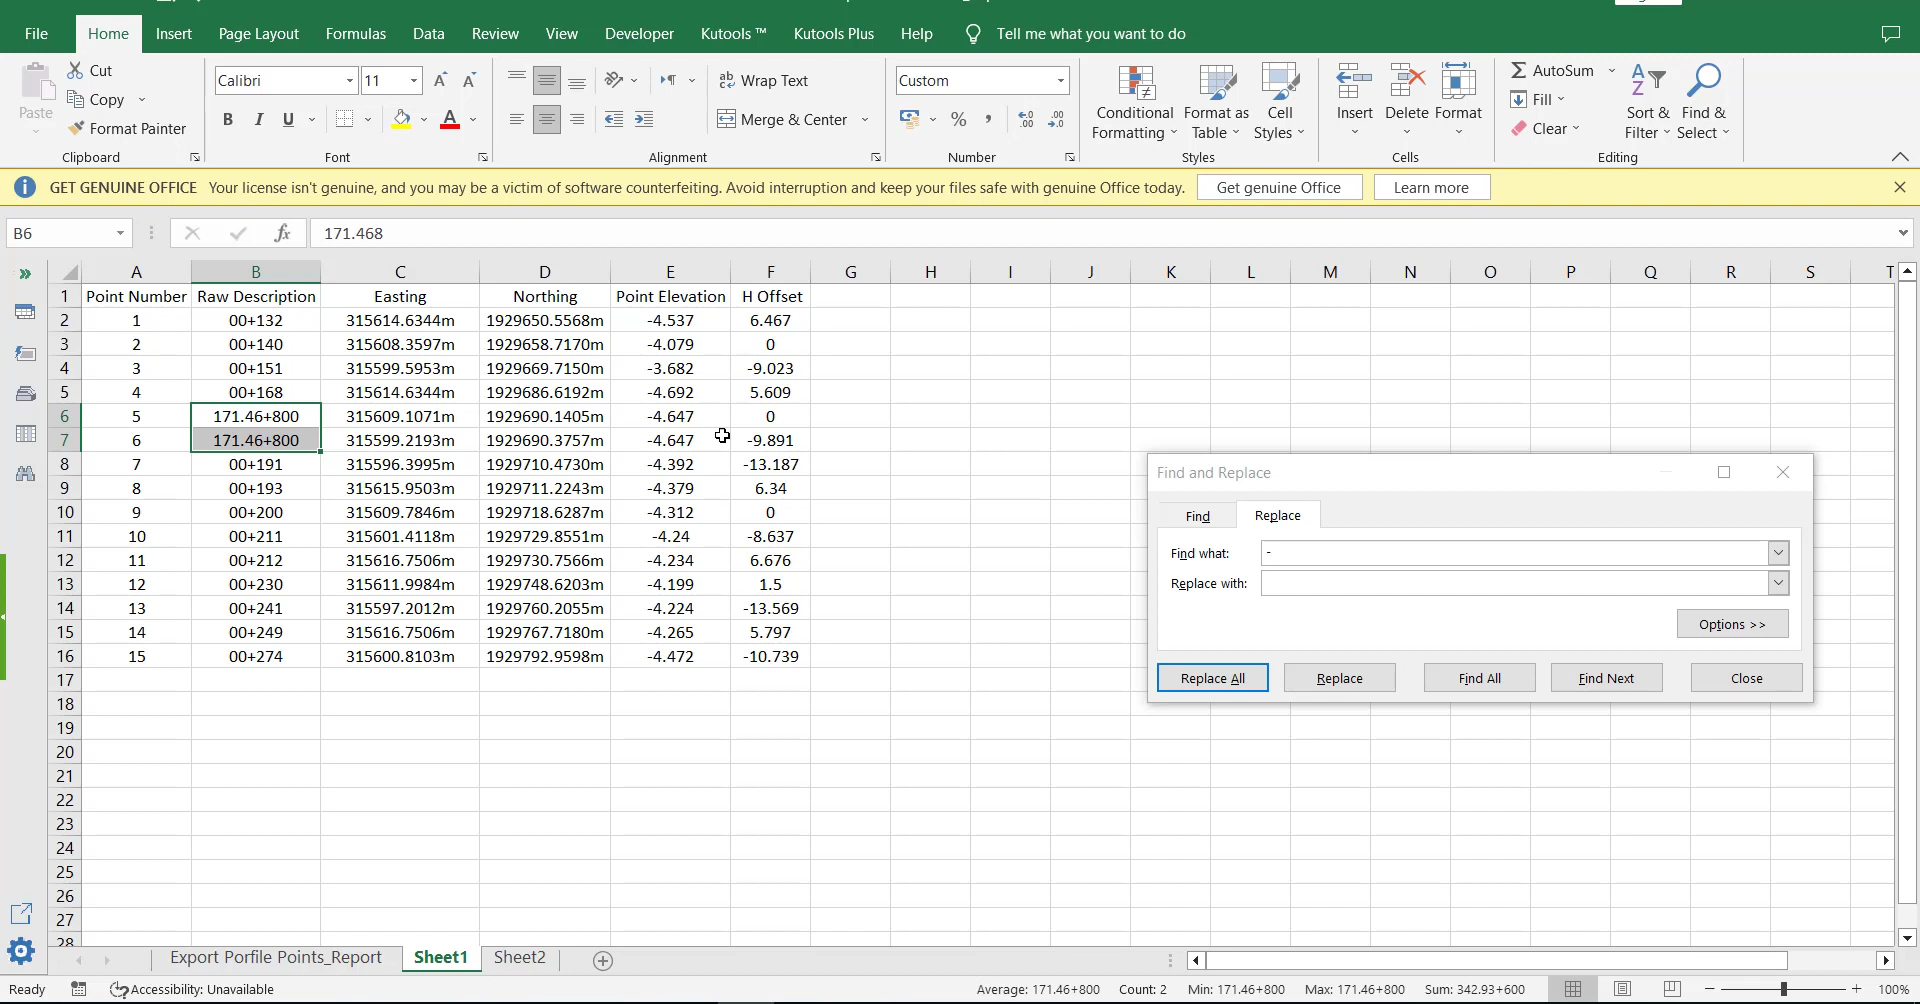 File Home Insert Page Layout Formulas Data Review View Developer Kutools ™ Kutools Plus Help Tell me what you want to do
Paste Cut Copy Format Painter Clipboard
Calibri 11 B I U A Font
ab Wrap Text Merge & Center Alignment
Custom % Number
Conditional Formatting Format as Table Cell Styles Styles
Insert Delete Format Cells
AutoSum Fill Clear Sort & Filter Find & Select Editing
GET GENUINE OFFICE Your license isn't genuine, and you may be a victim of software counterfeiting. Avoid interruption and keep your files safe with genuine Office today. Get genuine Office Learn more
B6 fx 171.468
A B C D E F G H I J K L M N O P Q R S T
1 Point Number Raw Description Easting Northing Point Elevation H Offset
2 1 00+132 315614.6344m 1929650.5568m -4.537 6.467
3 2 00+140 315608.3597m 1929658.7170m -4.079 0
4 3 00+151 315599.5953m 1929669.7150m -3.682 -9.023
5 4 00+168 315614.6344m 1929686.6192m -4.692 5.609
6 5 171.46+800 315609.1071m 1929690.1405m -4.647 0
7 6 171.46+800 315599.2193m 1929690.3757m -4.647 -9.891
8 7 00+191 315596.3995m 1929710.4730m -4.392 -13.187
9 8 00+193 315615.9503m 1929711.2243m -4.379 6.34
10 9 00+200 315609.7846m 1929718.6287m -4.312 0
11 10 00+211 315601.4118m 1929729.8551m -4.24 -8.637
12 11 00+212 315616.7506m 1929730.7566m -4.234 6.676
13 12 00+230 315611.9984m 1929748.6203m -4.199 1.5
14 13 00+241 315597.2012m 1929760.2055m -4.224 -13.569
15 14 00+249 315616.7506m 1929767.7180m -4.265 5.797
16 15 00+274 315600.8103m 1929792.9598m -4.472 -10.739
17
18
19
20
21
22
23
24
25
26
27
28
Find and Replace
Find Replace
Find what: -
Replace with:
Options >>
Replace All Replace Find All Find Next Close
Export Porfile Points_Report Sheet1 Sheet2
Ready Accessibility: Unavailable Average: 171.46+800 Count: 2 Min: 171.46+800 Max: 171.46+800 Sum: 342.93+600 100%